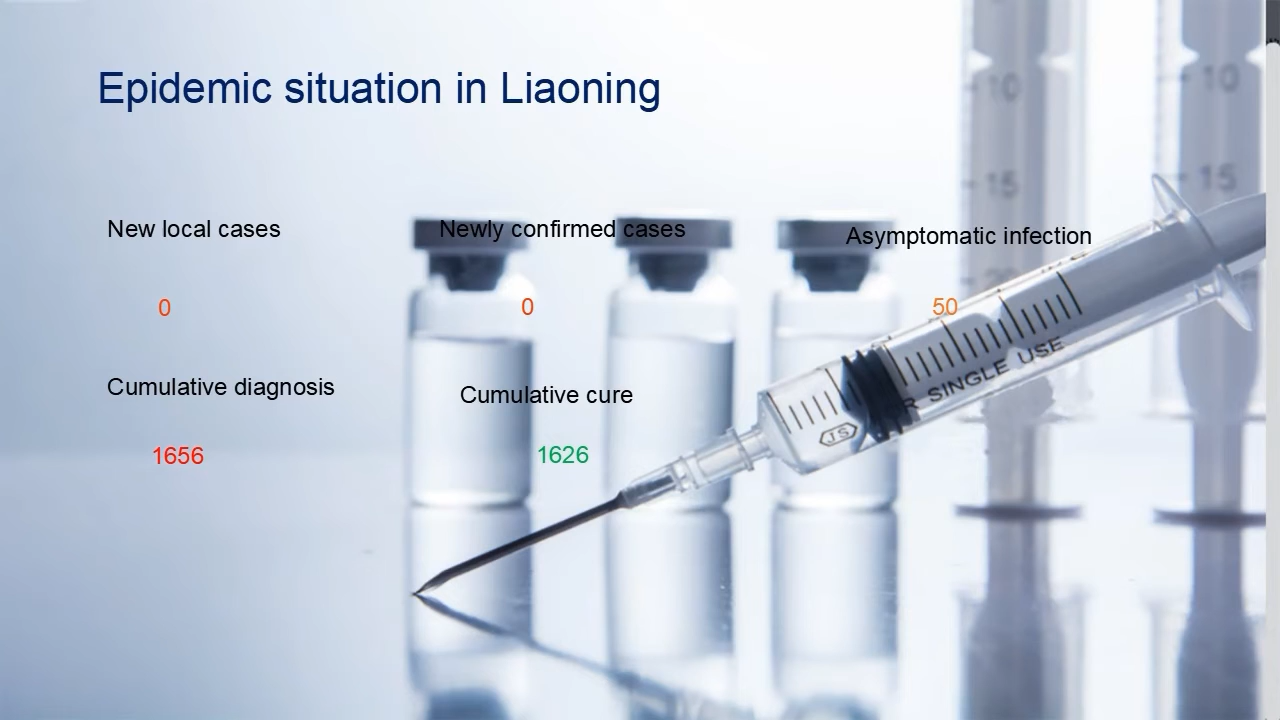 Epidemic situation in Liaoning
New local cases
Newly confirmed cases
Asymptomatic infection
0
0
50
Cumulative diagnosis
Cumulative cure
1656
1626
10
10
15
15
20
R SINGLE USE
JS